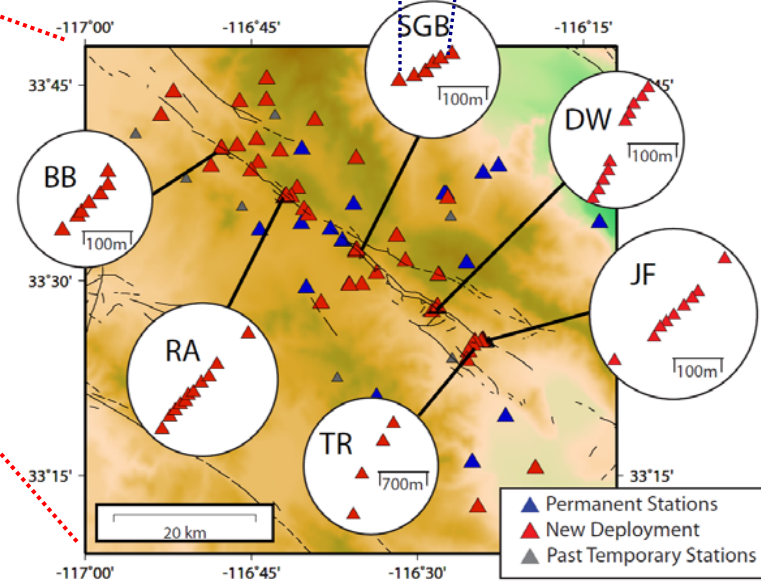 -117°00'
-116°45'
-116°15'
SGB
100m
33°45'
45'
DW
100m
BB
100m
33°30'
JF
100m
RA
TR
700m
33°15'
33°15'
20 km
Permanent Stations
New Deployment
Past Temporary Stations
-117°00'
-116°45'
-116°30'